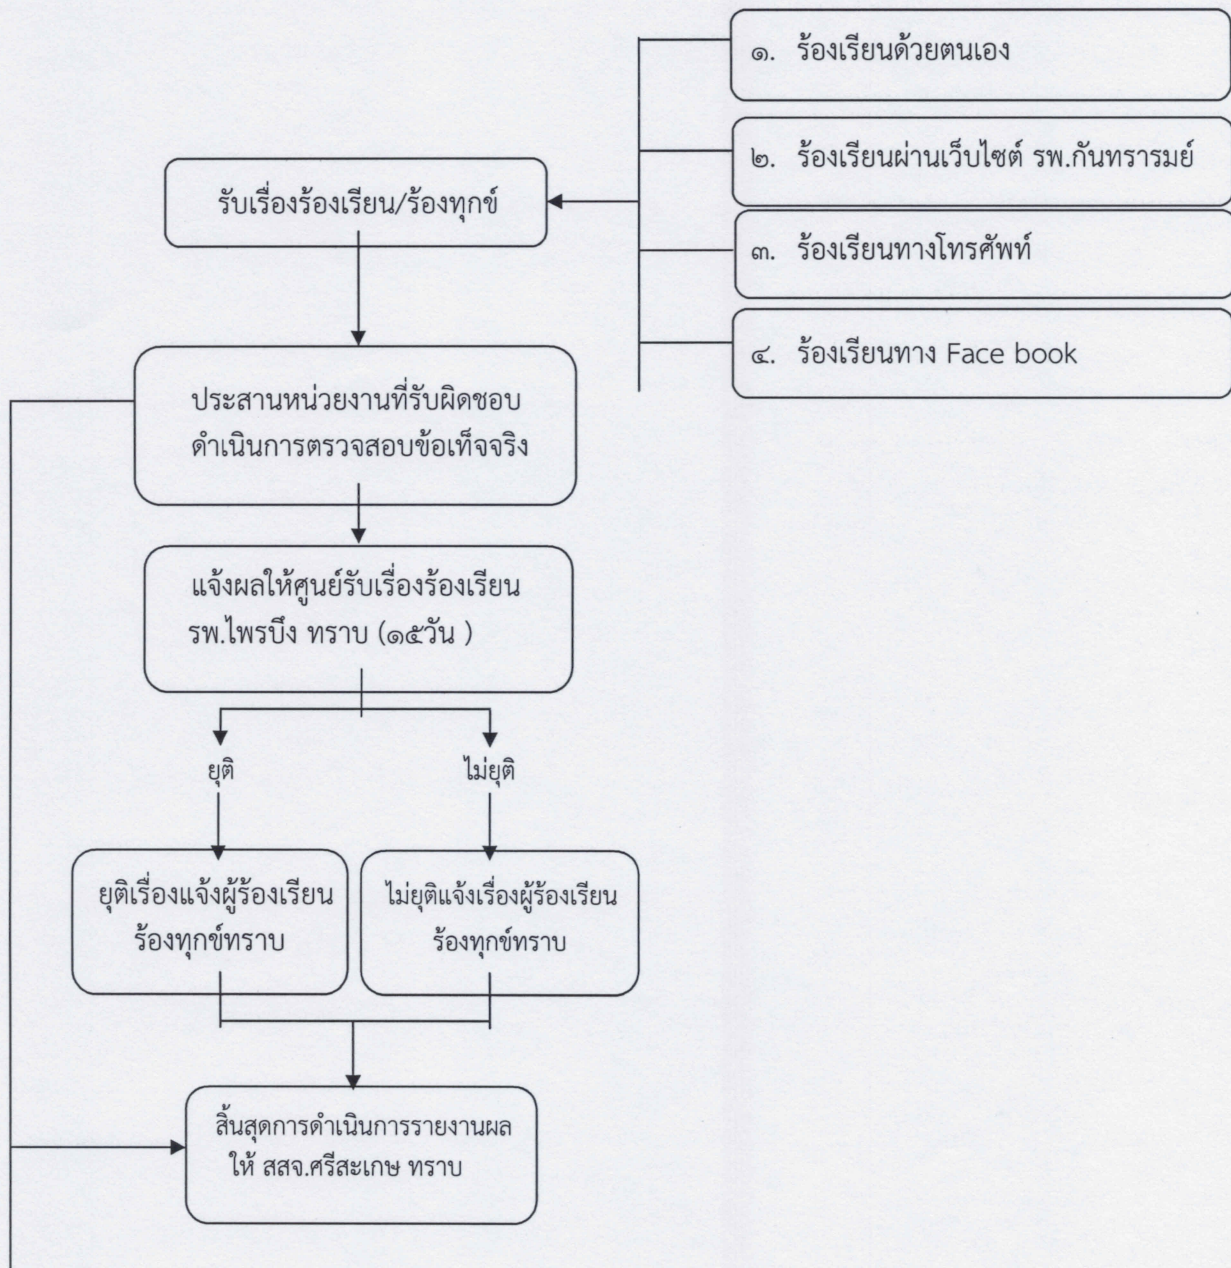 ๑. ร้องเรียนด้วยตนเอง
๒. ร้องเรียนผ่านเว็บไซต์ รพ.กันทรารมย์
รับเรื่องร้องเรียน/ร้องทุกข์
๓. ร้องเรียนทางโทรศัพท์
๔. ร้องเรียนทาง Face book
ประสานหน่วยงานที่รับผิดชอบ
ดำเนินการตรวจสอบข้อเท็จจริง
แจ้งผลให้ศูนย์รับเรื่องร้องเรียน
รพ.ไพรบึง ทราบ (๑๕วัน )
ยุติ
ไม่ยุติ
ยุติเรื่องแจ้งผู้ร้องเรียน
ร้องทุกข์ทราบ
ไม่ยุติแจ้งเรื่องผู้ร้องเรียน
ร้องทุกข์ทราบ
สิ้นสุดการดำเนินการรายงานผล
ให้ สสจ.ศรีสะเกษ ทราบ